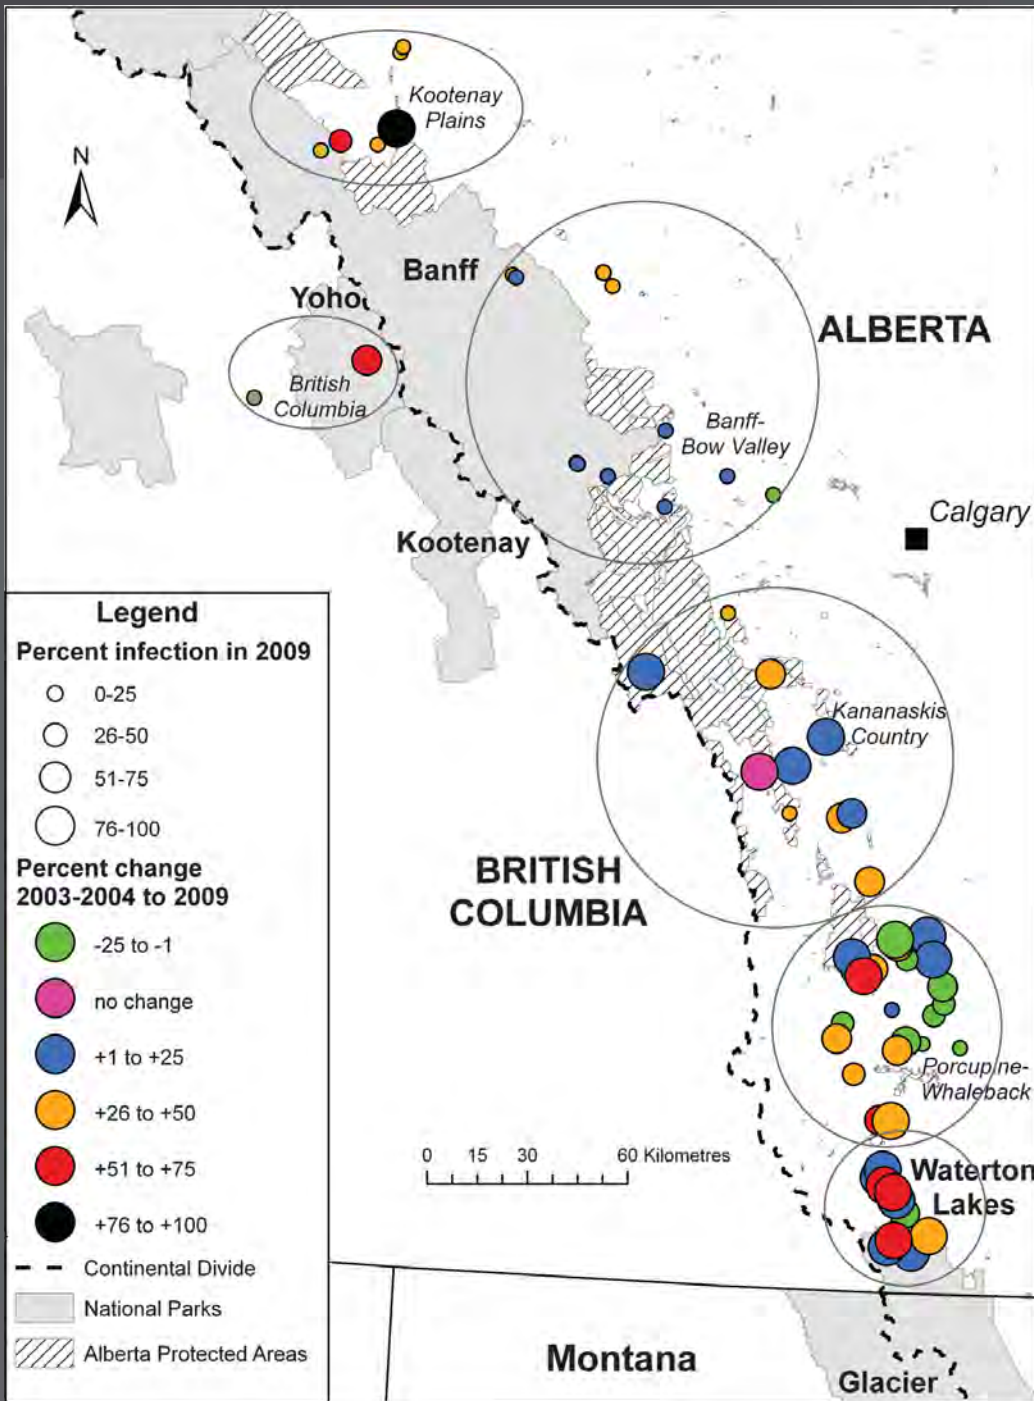 Kootenay
Plains
N
Banff
Yoho
ALBERTA
British
Columbia
Banff-
Bow Valley
Calgary
Kootenay
Kananaskis
Country
BRITISH
COLUMBIA
Porcupine-
Whaleback
0 15 30 60 Kilometres
Waterton
Lakes
Montana
Glacier
Legend
Percent infection in 2009
0-25
26-50
51-75
76-100
Percent change
2003-2004 to 2009
-25 to -1
no change
+1 to +25
+26 to +50
+51 to +75
+76 to +100
Continental Divide
National Parks
Alberta Protected Areas